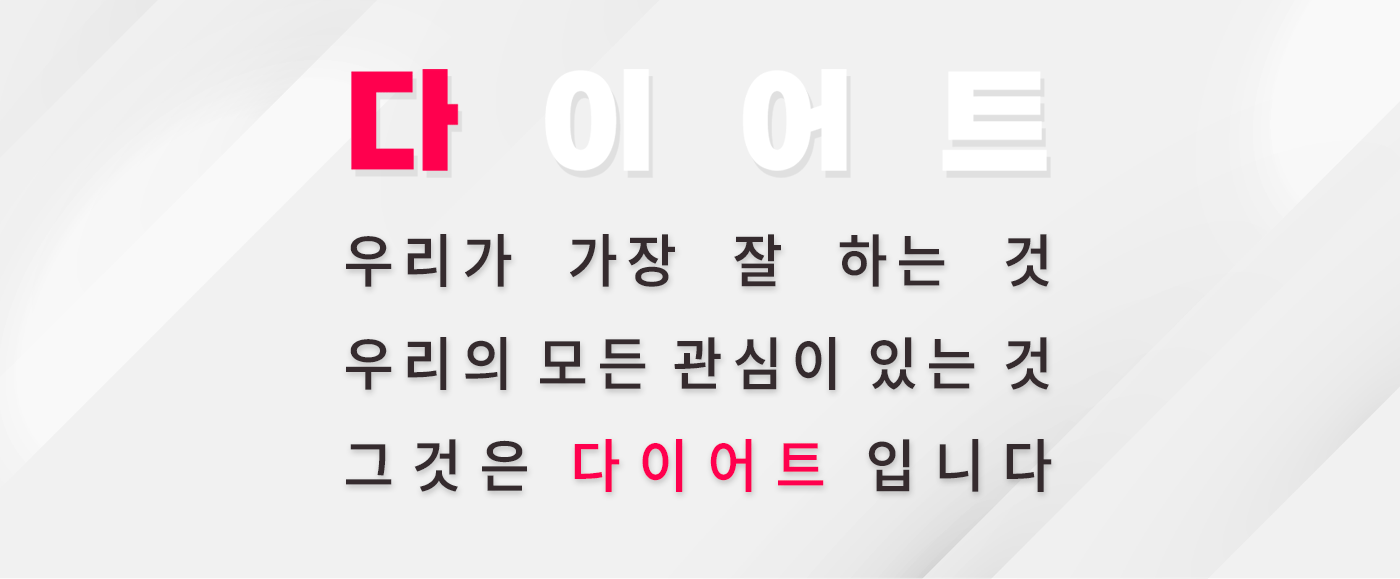 다이어트
우리가 가장 잘 하는 것
우리의 모든 관심이 있는 것
그것은 다이어트 입니다